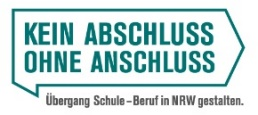 KEIN ABSCHLUSS
OHNE ANSCHLUSS
Übergang Schule – Beruf in NRW gestalten.